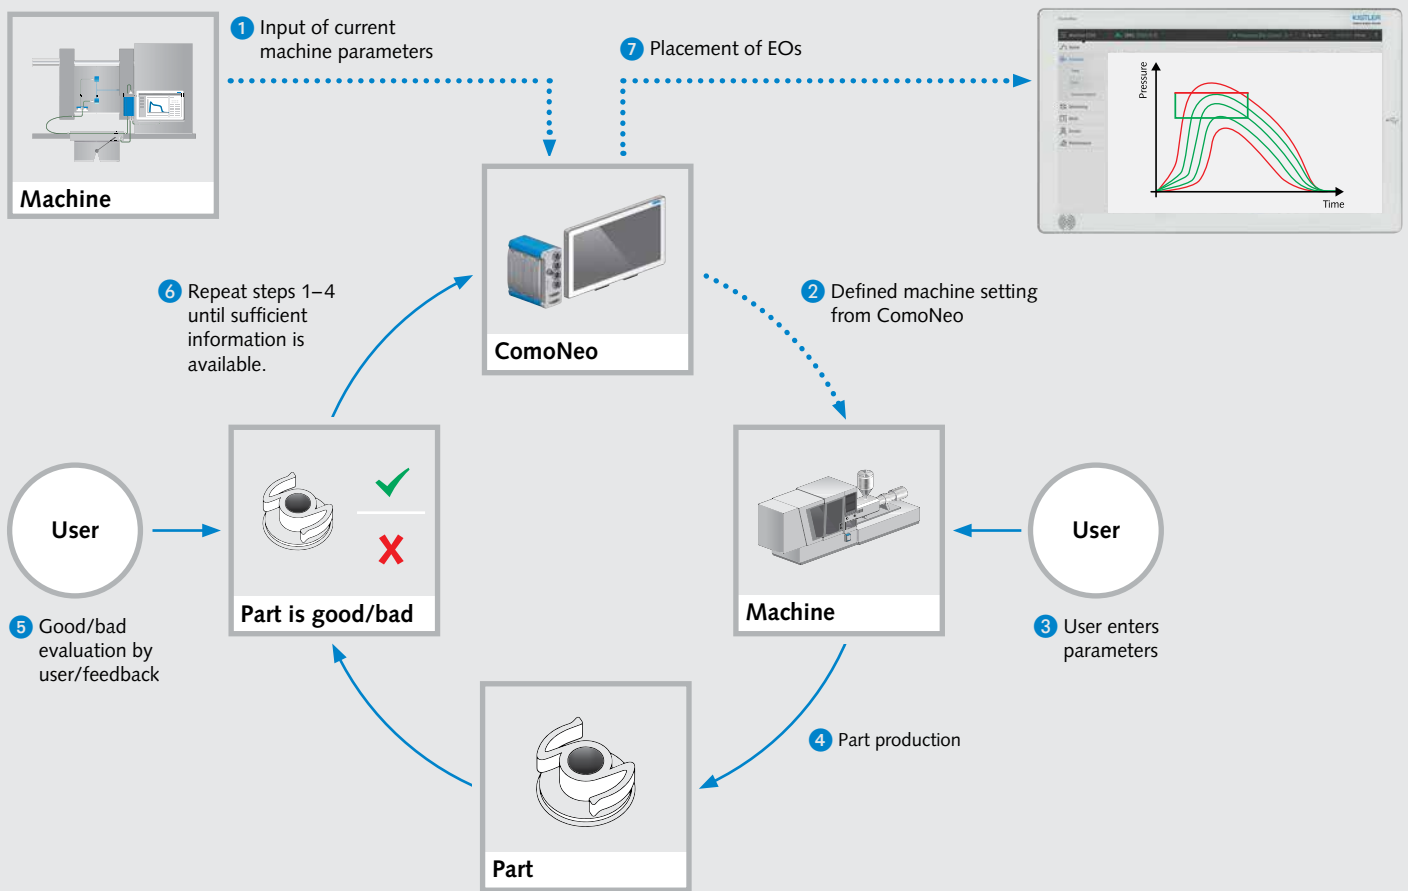 1 Input of current
machine parameters
7 Placement of EOs
Machine
KISTLER
Pressure
Time
ComoNeo
6 Repeat steps 1–4
until sufficient
information is
available.
2 Defined machine setting
from ComoNeo
User
Part is good/bad
Machine
User
5 Good/bad
evaluation by
user/feedback
3 User enters
parameters
4 Part production
Part